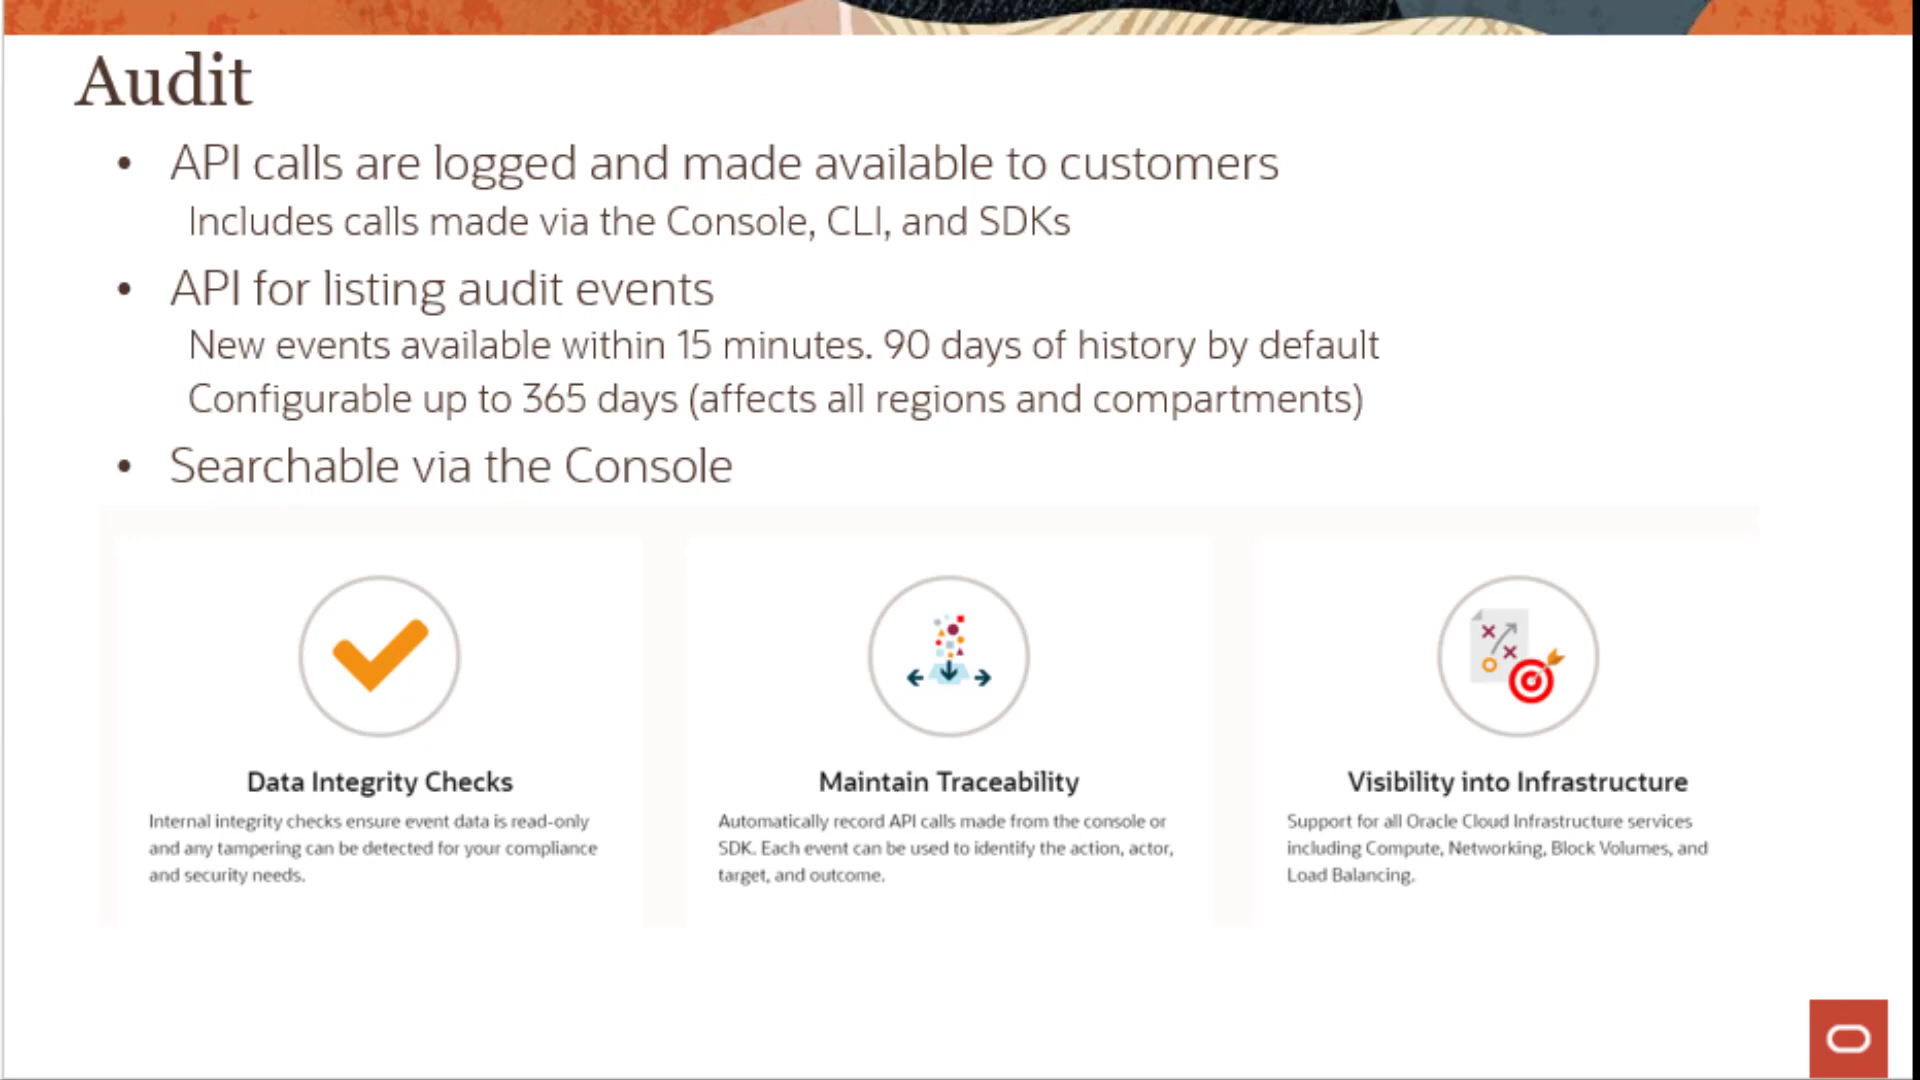 Audit
• API calls are logged and made available to customers
Includes calls made via the Console, CLI, and SDKs
• API for listing audit events
New events available within 15 minutes. 90 days of history by default
Configurable up to 365 days (affects all regions and compartments)
• Searchable via the Console
Data Integrity Checks
Internal integrity checks ensure event data is read-only
and any tampering can be detected for your compliance
and security needs.
Maintain Traceability
Automatically record API calls made from the console or
SDK. Each event can be used to identify the action, actor,
target, and outcome.
Visibility into Infrastructure
Support for all Oracle Cloud Infrastructure services
including Compute, Networking, Block Volumes, and
Load Balancing.